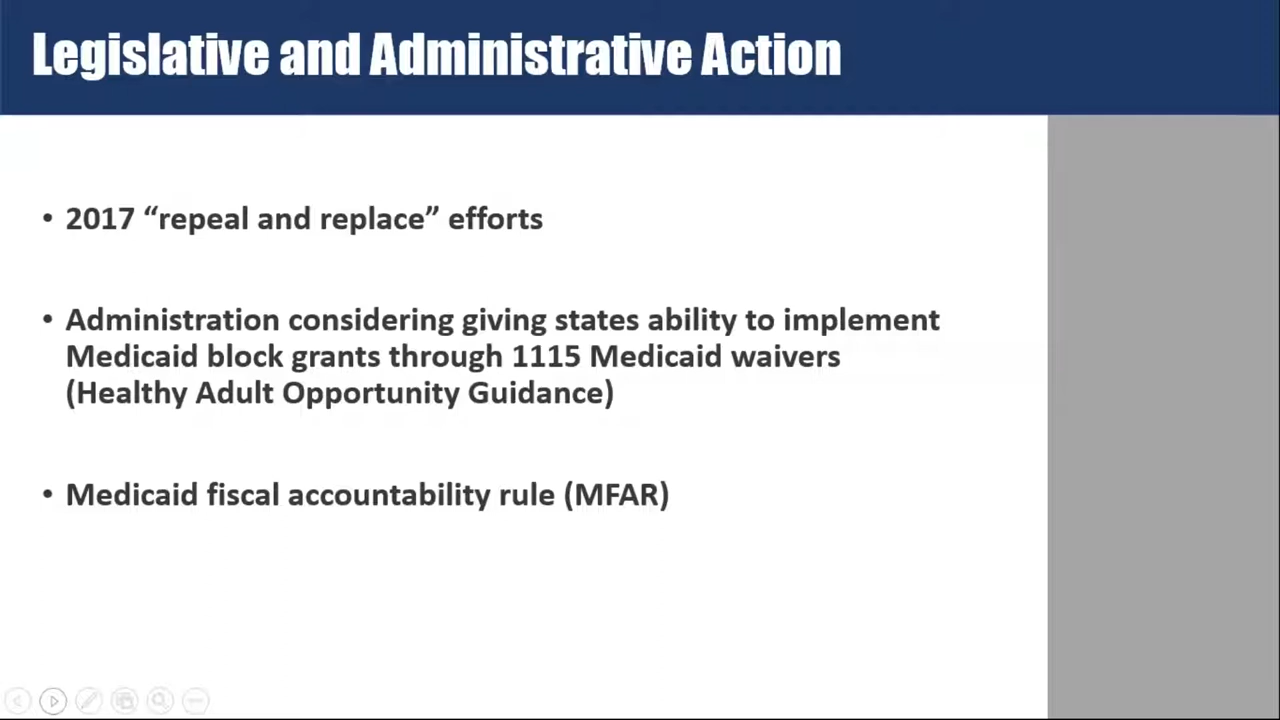 Legislative and Administrative Action
• 2017 “repeal and replace” efforts
• Administration considering giving states ability to implement
Medicaid block grants through 1115 Medicaid waivers
(Healthy Adult Opportunity Guidance)
• Medicaid fiscal accountability rule (MFAR)